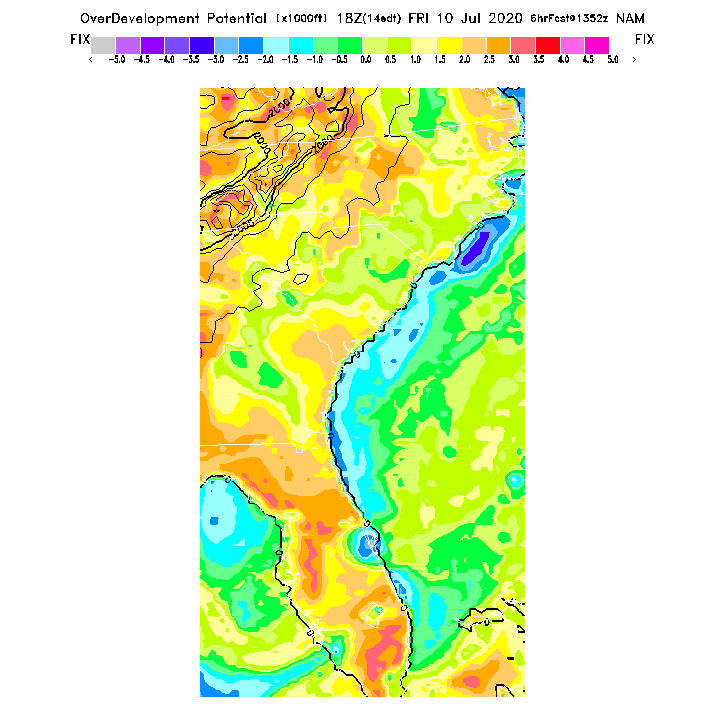 OverDevelopment Potential [x1000ft] 18Z(14edt) FRI 10 Jul 2020 6hrFcst@1352z NAM
FIX FIX
< -5.0 -4.5 -4.0 -3.5 -3.0 -2.5 -2.0 -1.5 -1.0 -0.5 0.0 0.5 1.0 1.5 2.0 2.5 3.0 3.5 4.0 4.5 5.0 >
2000
2000